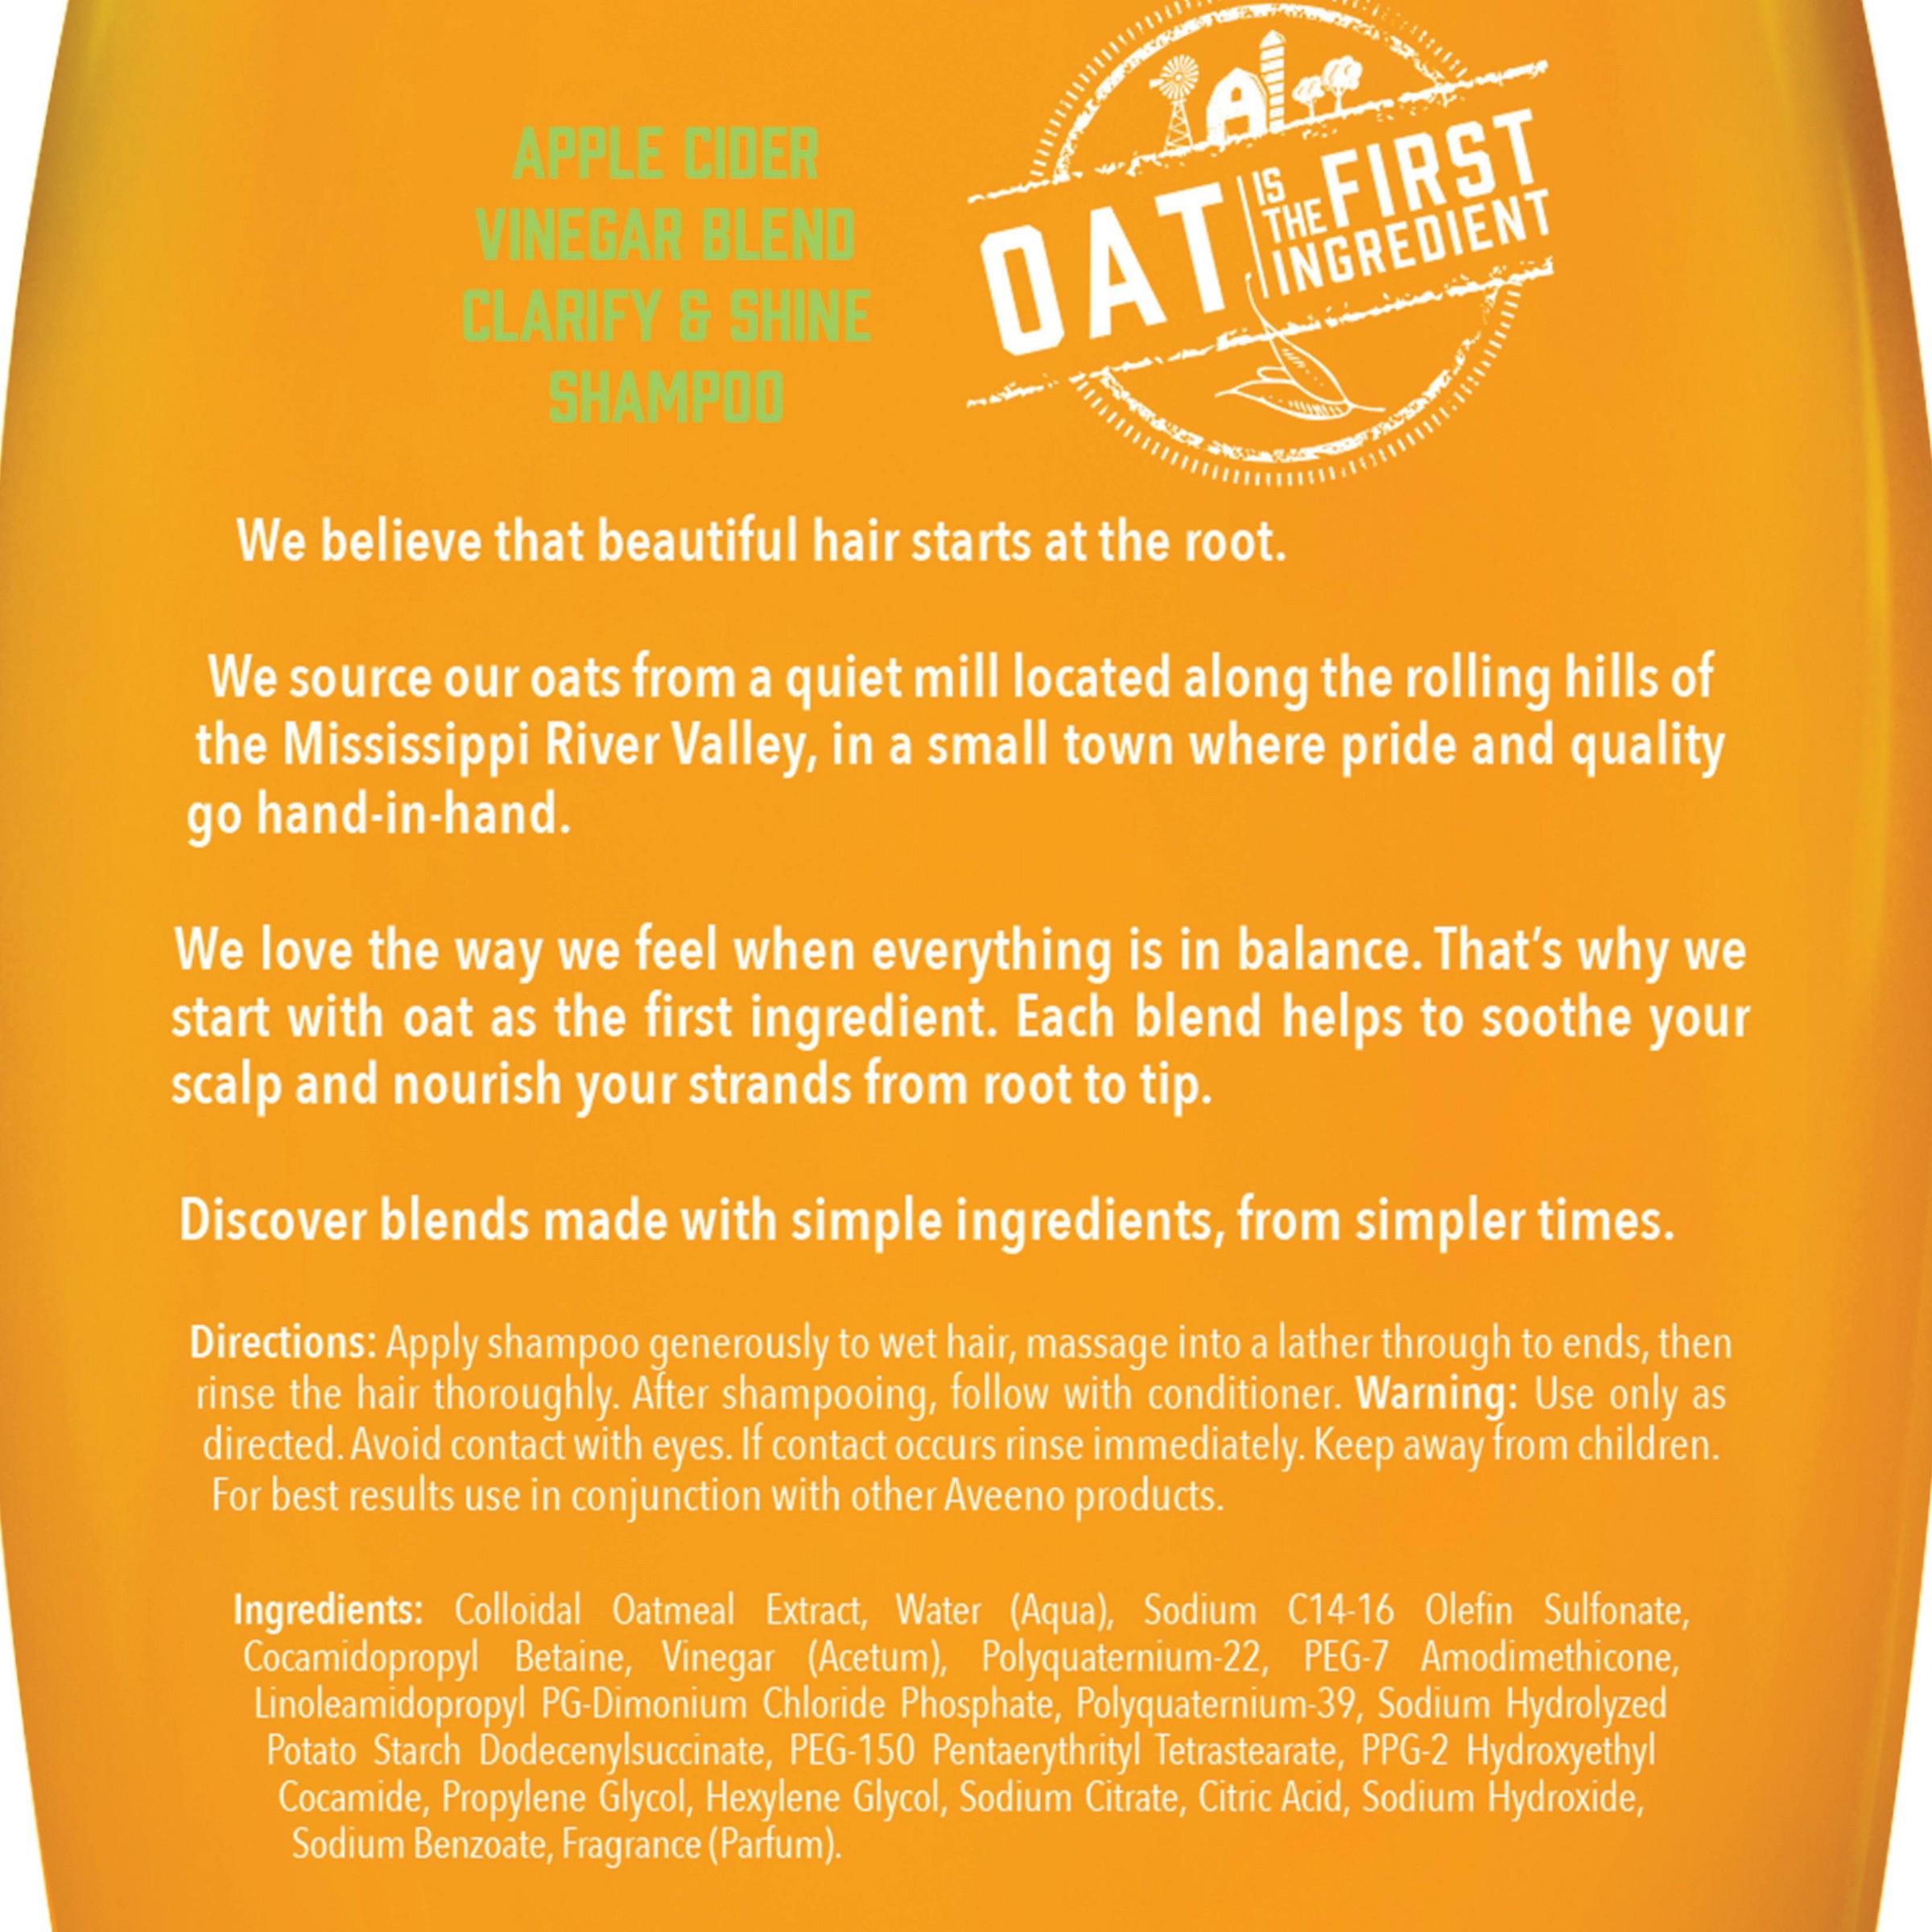 APPLE CIDER
VINEGAR BLEND
CLARIFY & SHINE
SHAMPOO
OAT IS THE FIRST INGREDIENT
We believe that beautiful hair starts at the root.
We source our oats from a quiet mill located along the rolling hills of
the Mississippi River Valley, in a small town where pride and quality
go hand-in-hand.
We love the way we feel when everything is in balance. That's why we
start with oat as the first ingredient. Each blend helps to soothe your
scalp and nourish your strands from root to tip.
Discover blends made with simple ingredients, from simpler times.
Directions: Apply shampoo generously to wet hair, massage into a lather through to ends, then
rinse the hair thoroughly. After shampooing, follow with conditioner. Warning: Use only as
directed. Avoid contact with eyes. If contact occurs rinse immediately. Keep away from children.
For best results use in conjunction with other Aveeno products.
Ingredients: Colloidal Oatmeal Extract, Water (Aqua), Sodium C14-16 Olefin Sulfonate,
Cocamidopropyl Betaine, Vinegar (Acetum), Polyquaternium-22, PEG-7 Amodimethicone,
Linoleamidopropyl PG-Dimonium Chloride Phosphate, Polyquaternium-39, Sodium Hydrolyzed
Potato Starch Dodecenylsuccinate, PEG-150 Pentaerythrityl Tetrastearate, PPG-2 Hydroxyethyl
Cocamide, Propylene Glycol, Hexylene Glycol, Sodium Citrate, Citric Acid, Sodium Hydroxide,
Sodium Benzoate, Fragrance (Parfum).